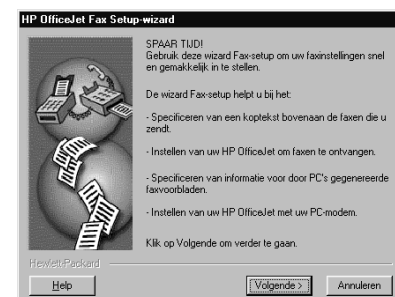 HP OfficeJet Fax Setup-wizard
SPAAR TIJD!
Gebruik deze wizard Fax-setup om uw faxinstellingen snel
en gemakkelijk in te stellen.
De wizard Fax-setup helpt u bij het:
- Specificeren van een koptekst bovenaan de faxen die u
zendt.
- Instellen van uw HP OfficeJet om faxen te ontvangen.
- Specificeren van informatie voor door PC's gegenereerde
faxvoorbladen.
- Instellen van uw HP OfficeJet met uw PC-modem.
Klik op Volgende om verder te gaan.
Hewlett-Packard
Help
Volgende >
Annuleren